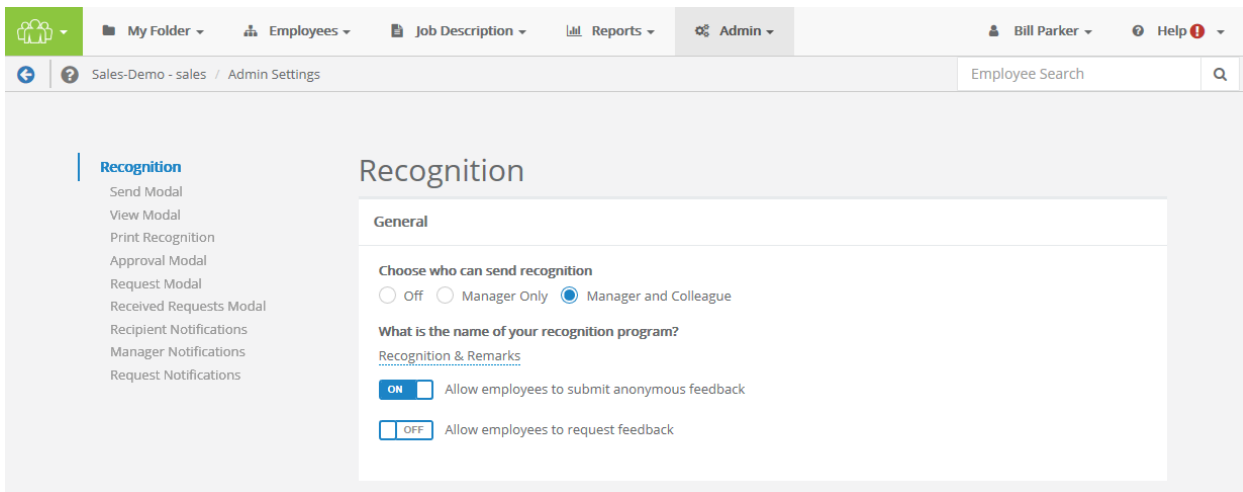 My Folder Employees Job Description Reports Admin Bill Parker Help
Sales-Demo - sales / Admin Settings Employee Search
Recognition
Send Modal
View Modal
Print Recognition
Approval Modal
Request Modal
Received Requests Modal
Recipient Notifications
Manager Notifications
Request Notifications
Recognition
General
Choose who can send recognition
Off Manager Only Manager and Colleague
What is the name of your recognition program?
Recognition & Remarks
ON Allow employees to submit anonymous feedback
OFF Allow employees to request feedback